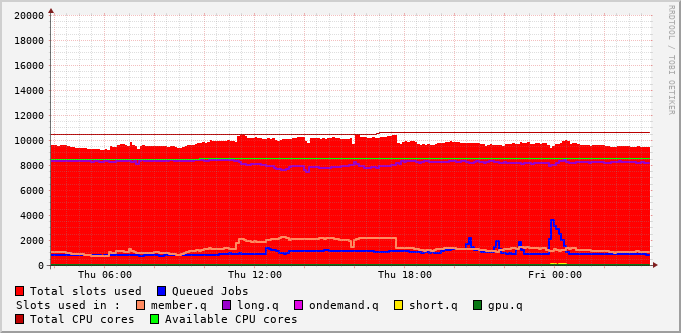 20000
18000
16000
14000
12000
10000
8000
6000
4000
2000
0
Thu 06:00 Thu 12:00 Thu 18:00 Fri 00:00
RRDTOOL / TOBI OETIKER
Total slots used Queued Jobs
Slots used in : member.q long.q ondemand.q short.q gpu.q
Total CPU cores Available CPU cores